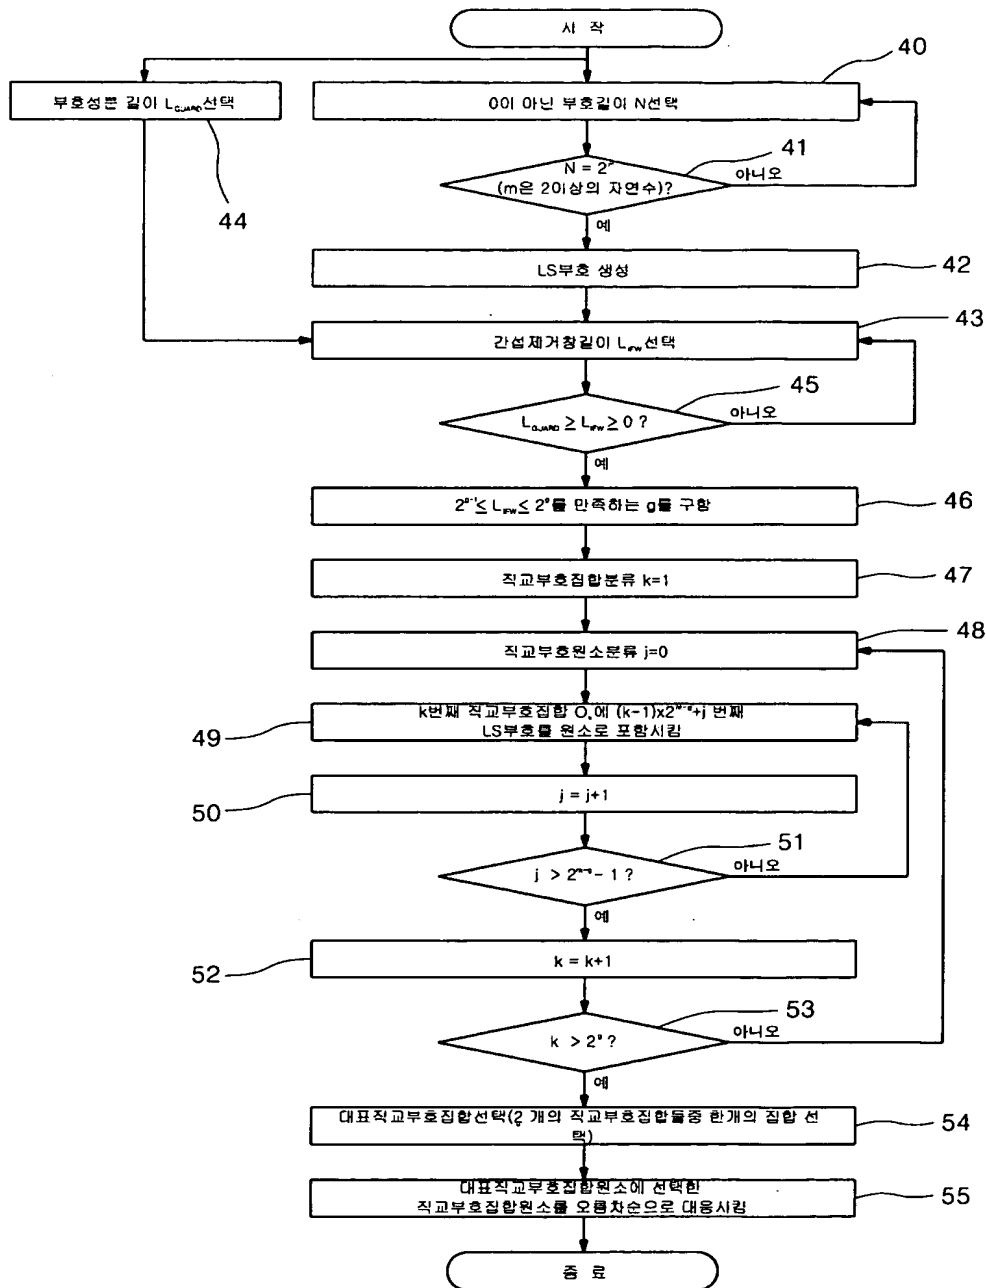 시 작
40
부호성분 길이 L_GUARD 선택
0이 아닌 부호길이 N선택
41
N = 2^m
(m은 2이상의 자연수)?
아니오
44
예
LS부호 생성
42
43
간섭제거창길이 L_IFW 선택
45
L_GUARD ≥ L_IFW ≥ 0 ?
아니오
예
2^g-1 ≤ L_IFW ≤ 2^g를 만족하는 g를 구함
46
직교부호집합분류 k=1
47
48
직교부호원소분류 j=0
k번째 직교부호집합 O_k에 (k-1)x2^m-g+j 번째
LS부호를 원소로 포함시킴
49
j = j+1
50
51
j > 2^m-g - 1 ?
아니오
예
k = k+1
52
53
k > 2^g ?
아니오
예
대표직교부호집합선택( 개의 직교부호집합들중 한개의 집합 선
택)
54
대표직교부호집합원소에 선택한
직교부호집합원소를 오름차순으로 대응시킴
55
종 료